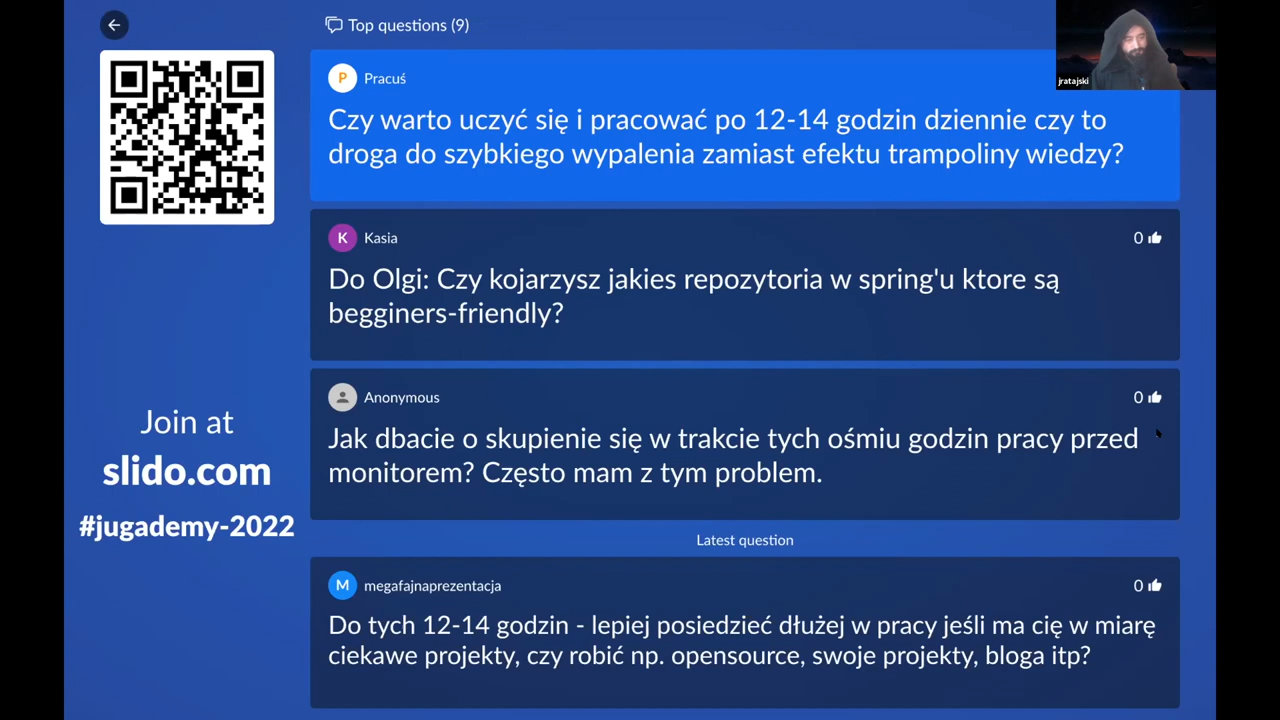 Top questions (9)
jratajski
P Pracuś
Czy warto uczyć się i pracować po 12-14 godzin dziennie czy to
droga do szybkiego wypalenia zamiast efektu trampoliny wiedzy?
K Kasia 0
Do Olgi: Czy kojarzysz jakies repozytoria w spring'u ktore są
begginers-friendly?
Anonymous 0
Jak dbacie o skupienie się w trakcie tych ośmiu godzin pracy przed
monitorem? Często mam z tym problem.
Join at
slido.com
#jugademy-2022
Latest question
M megafajnaprezentacja 0
Do tych 12-14 godzin - lepiej posiedzieć dłużej w pracy jeśli ma cię w miarę
ciekawe projekty, czy robić np. opensource, swoje projekty, bloga itp?